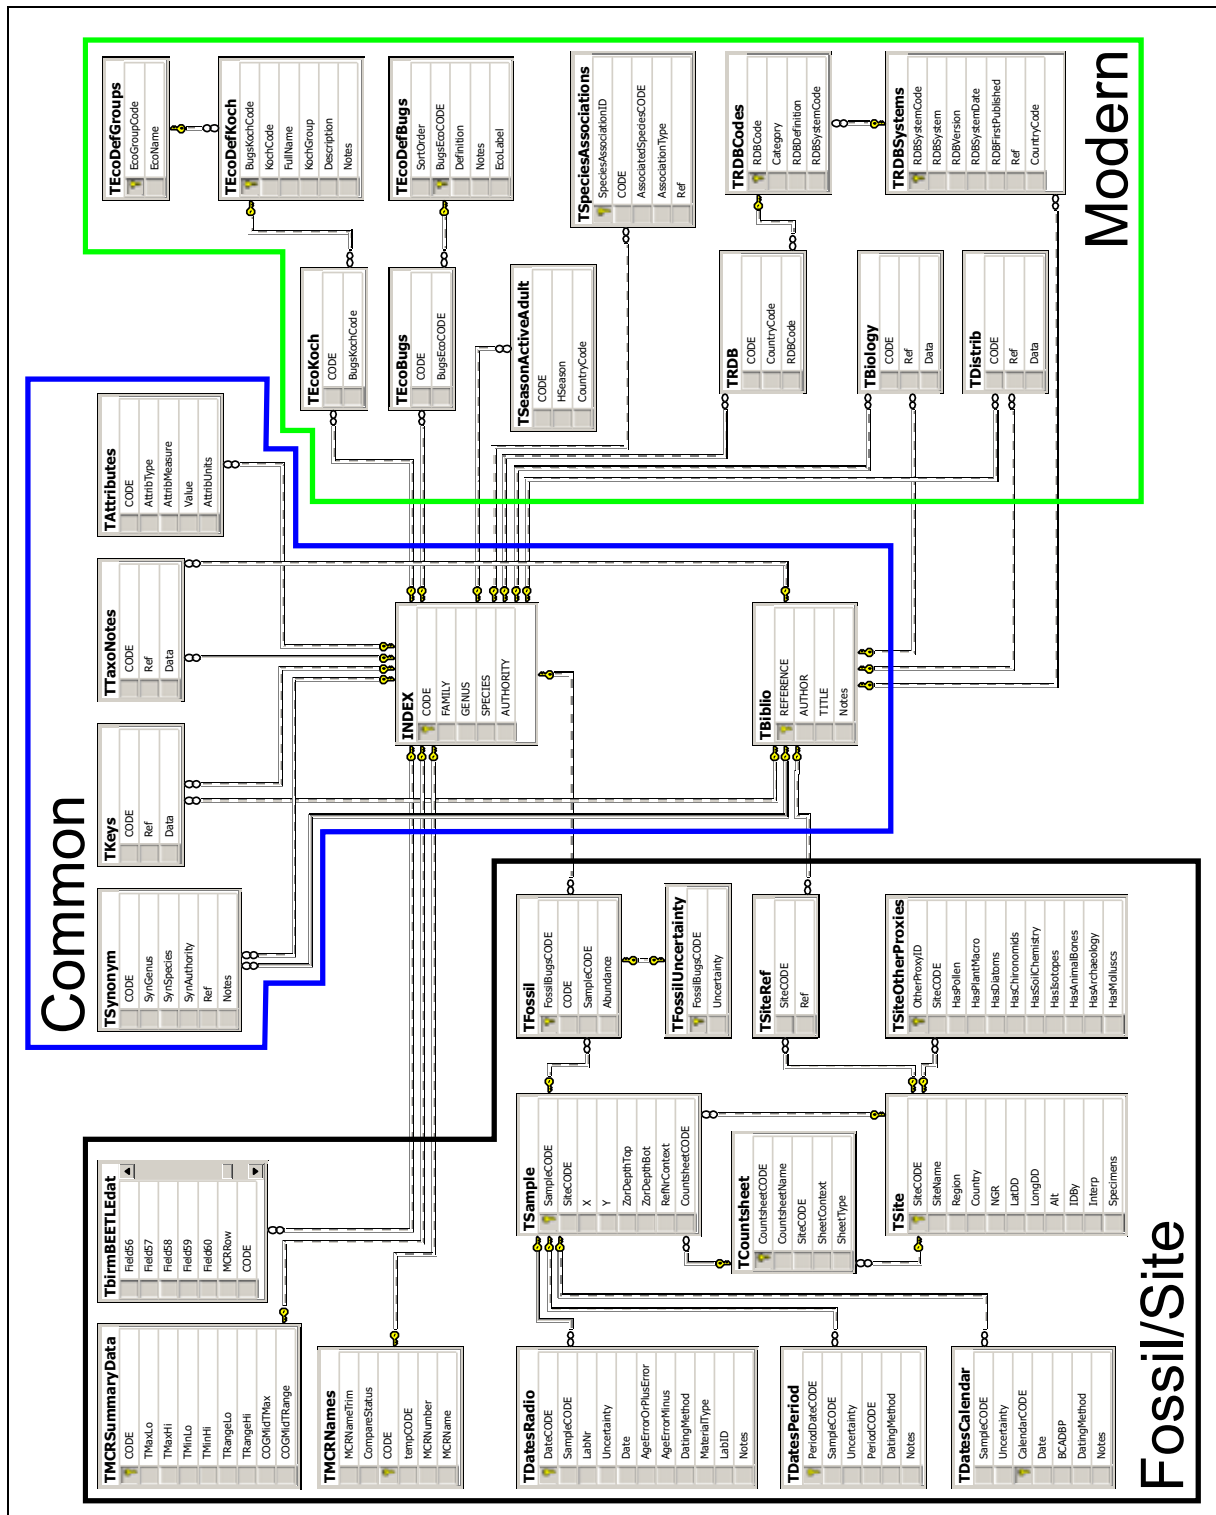 Modern
TEcoDefGroups
EcoGroupCode
EcoName
TEcoDefKoch
BugsKochCode
KochCode
FullName
KochGroup
Description
Notes
TEcoDefBugs
SortOrder
BugsEcoCODE
Definition
Notes
EcoLabel
TSpeciesAssociations
SpeciesAssociationID
CODE
AssociatedSpeciesCODE
AssociationType
Ref
TRDBCodes
RDBCode
Category
RDBDefinition
RDBSystemCode
TRDBSystems
RDBSystemCode
RDBSystem
RDBVersion
RDBSystemDate
RDBFirstPublished
Ref
CountryCode
TEcoKoch
CODE
BugsKochCode
TEcoBugs
CODE
BugsEcoCODE
TSeasonActiveAdult
CODE
HSeason
CountryCode
TRDB
CODE
CountryCode
RDBCode
TBiology
CODE
Ref
Data
TDistrib
CODE
Ref
Data
Common
TAttributes
CODE
AttribType
AttribMeasure
Value
AttribUnits
TTaxoNotes
CODE
Ref
Data
TKeys
CODE
Ref
Data
TSynonym
CODE
SynGenus
SynSpecies
SynAuthority
Ref
Notes
INDEX
CODE
FAMILY
GENUS
SPECIES
AUTHORITY
TBiblio
REFERENCE
AUTHOR
TITLE
Notes
Fossil/Site
TbirmBEETLEdat
Field56
Field57
Field58
Field59
Field60
MCRRow
CODE
TMCRSummaryData
CODE
TMaxLo
TMaxHi
TMinLo
TMinHi
TRangeLo
TRangeHi
COGMidTMax
COGMidTRange
TMCRNames
MCRNameTrim
CompareStatus
CODE
tempCODE
MCRNumber
MCRName
TFossil
FossilBugsCODE
CODE
SampleCODE
Abundance
TFossilUncertainty
FossilBugsCODE
Uncertainty
TSiteRef
SiteCODE
Ref
TSiteOtherProxies
OtherProxyID
SiteCODE
HasPollen
HasPlantMacro
HasDiatoms
HasChironomids
HasSoilChemistry
HasIsotopes
HasAnimalBones
HasArchaeology
HasMolluscs
TSample
SampleCODE
SiteCODE
X
Y
ZorDepthTop
ZorDepthBot
RefNrContext
CountsheetCODE
TCountsheet
CountsheetCODE
CountsheetName
SiteCODE
SheetContext
SheetType
TSite
SiteCODE
SiteName
Region
Country
NGR
LatDD
LongDD
Alt
IDBy
Interp
Specimens
TDatesRadio
DateCODE
SampleCODE
LabNr
Uncertainty
Date
AgeErrorOrPlusError
AgeErrorMinus
DatingMethod
MaterialType
LabID
Notes
TDatesPeriod
PeriodDateCODE
SampleCODE
Uncertainty
PeriodCODE
DatingMethod
Notes
TDatesCalendar
SampleCODE
Uncertainty
CalendarCODE
Date
BCADBP
DatingMethod
Notes